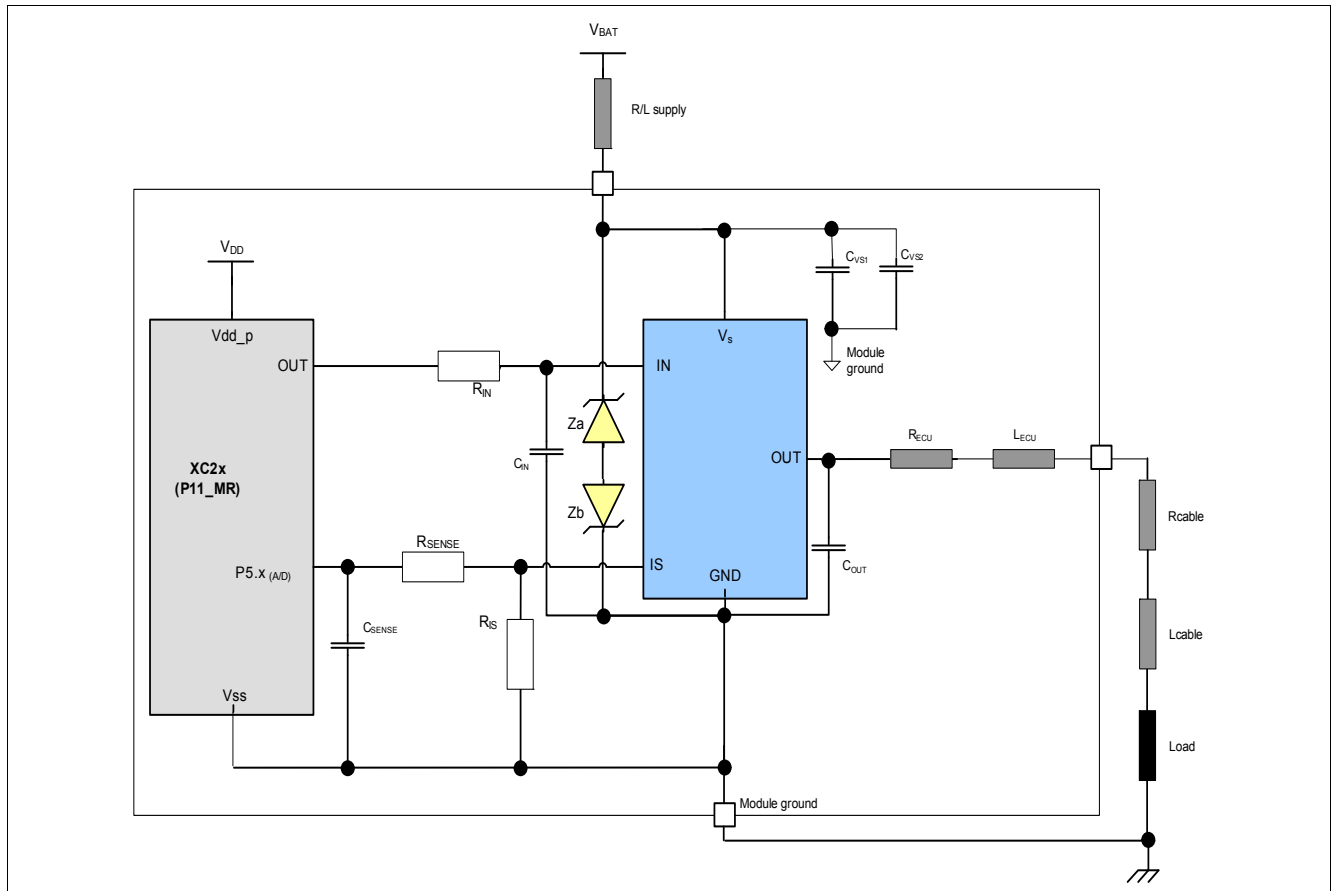 VBAT
R/L supply
VDD
CVS1
CVS2
Vdd_p
OUT
RIN
IN
Vs
Module
ground
Za
CIN
XC2x
(P11_MR)
Zb
OUT
RECU
LECU
Rcable
P5.x (A/D)
RSENSE
IS
GND
COUT
CSENSE
RIS
Lcable
Vss
Load
Module ground